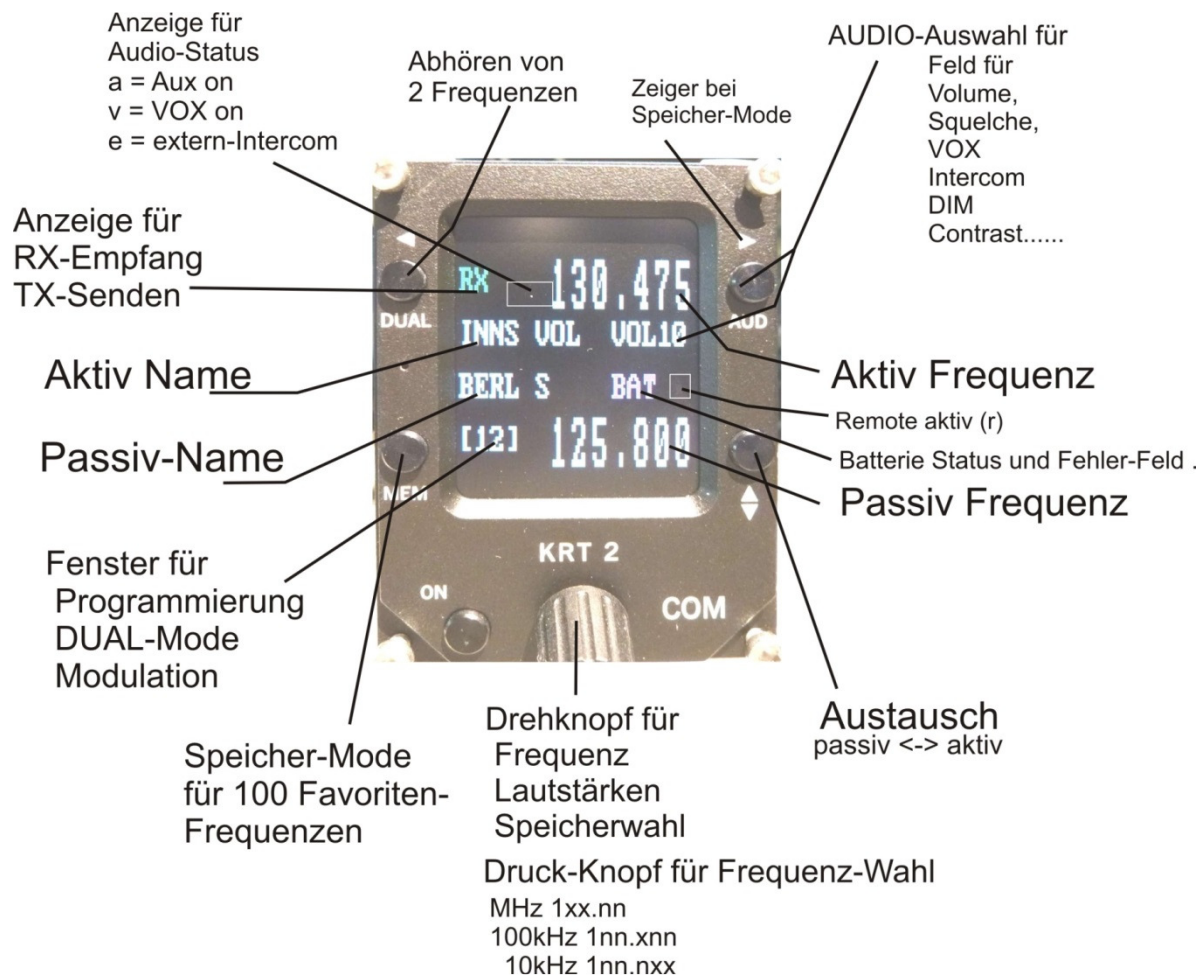 Anzeige für
Audio-Status
a = Aux on
v = VOX on
e = extern-Intercom
Abhören von
2 Frequenzen
Zeiger bei
Speicher-Mode
AUDIO-Auswahl für
Feld für
Volume,
Squelche,
VOX
Intercom
DIM
Contrast......
Anzeige für
RX-Empfang
TX-Senden
Aktiv Name
Passiv-Name
Fenster für
Programmierung
DUAL-Mode
Modulation
RX 130.475
DUAL
AUD
INNS VOL VOL10
BERL S BAT
[12] 125.800
MEM
KRT 2
ON
COM
Aktiv Frequenz
Remote aktiv (r)
Batterie Status und Fehler-Feld .
Passiv Frequenz
Speicher-Mode
für 100 Favoriten-
Frequenzen
Drehknopf für
Frequenz
Lautstärken
Speicherwahl
Austausch
passiv <-> aktiv
Druck-Knopf für Frequenz-Wahl
MHz 1xx.nn
100kHz 1nn.xnn
10kHz 1nn.nxx